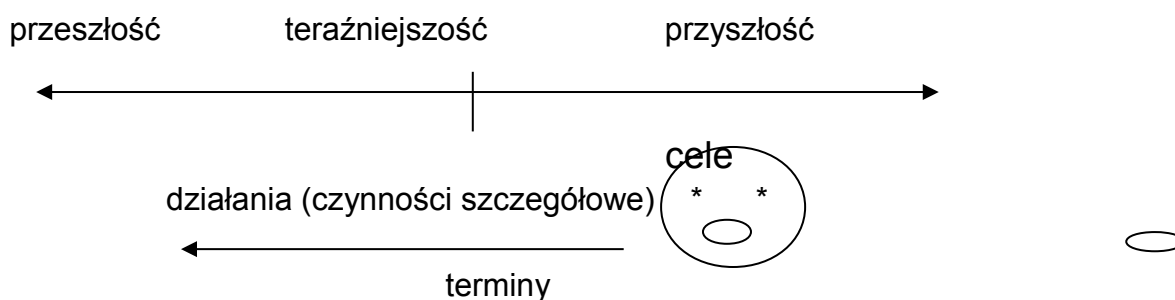 przeszłość teraźniejszość przyszłość
cele
działania (czynności szczegółowe) * *
terminy